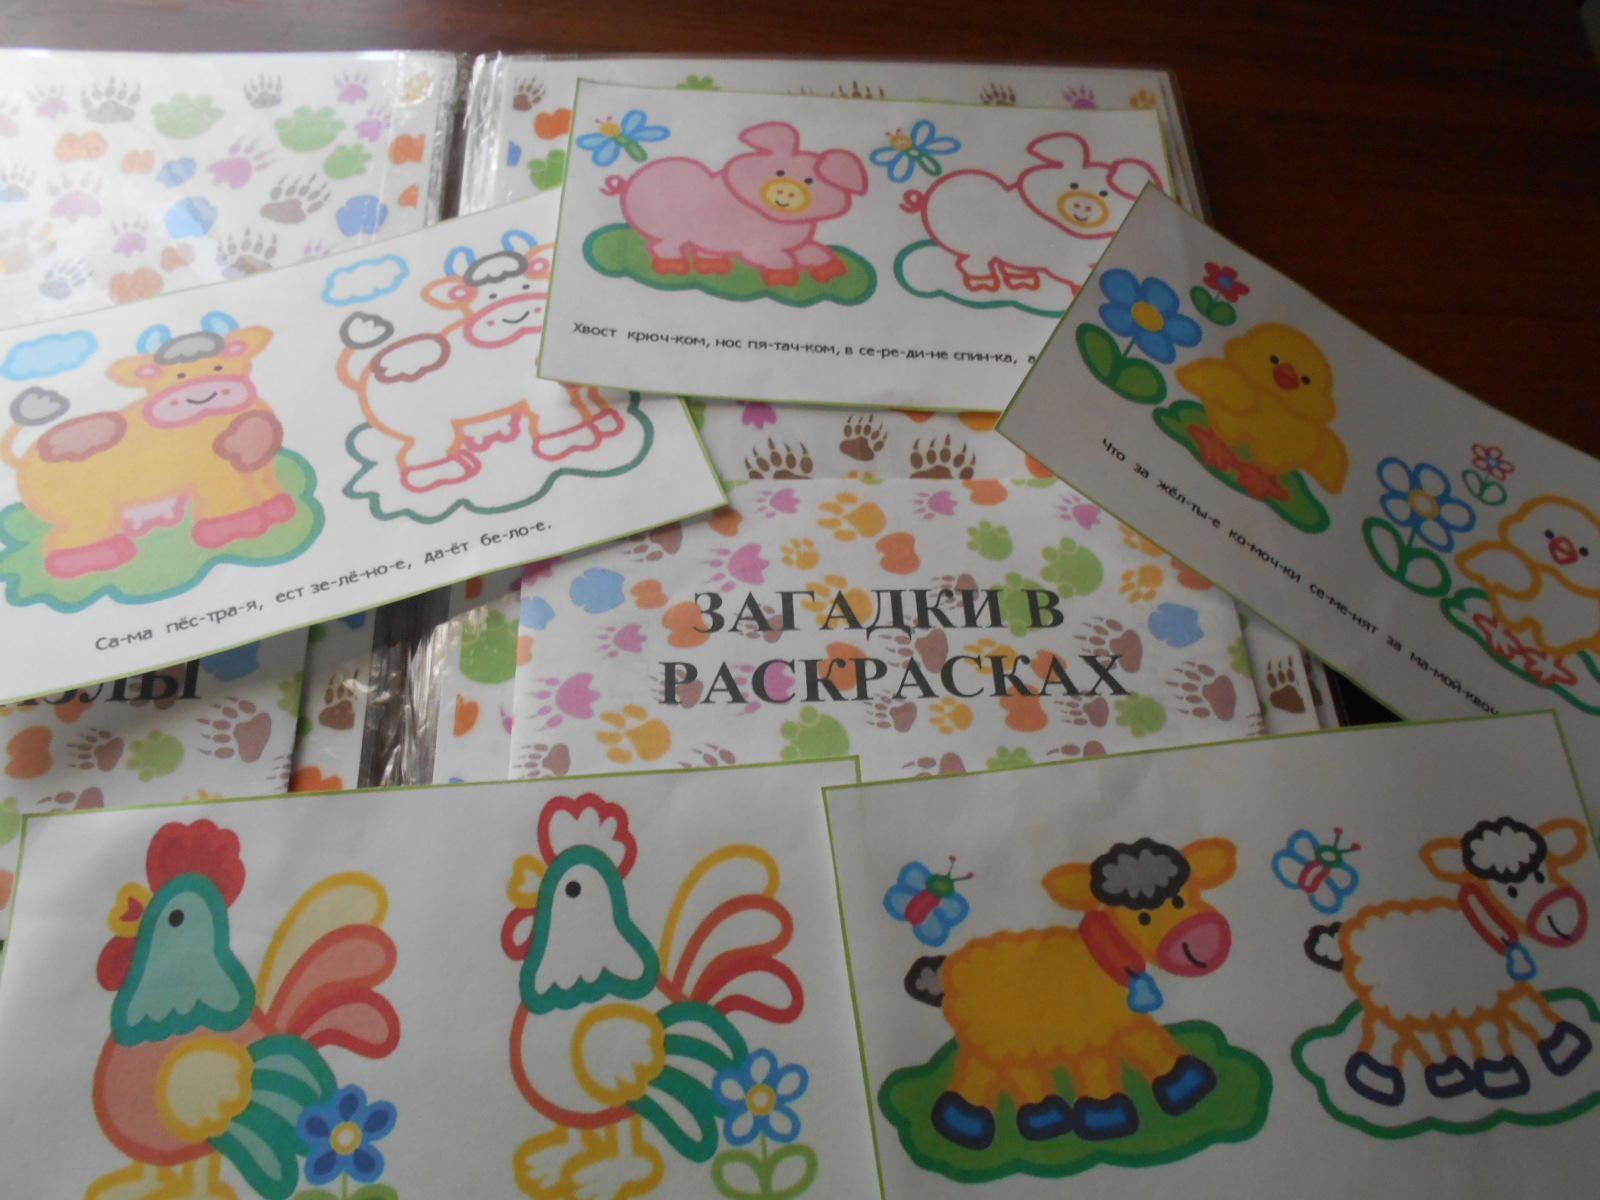 Хвост крюч-ком, нос пя-тач-ком, в се-ре-ди-не спин-ка, а
Са-ма пёс-тра-я, ест зе-лё-но-е, да-ёт бе-ло-е.
что за жёл-ты-е ко-моч-ки се-ме-нят за ма-мой-квоч
ЗАГАДКИ В
РАСКРАСКАХ